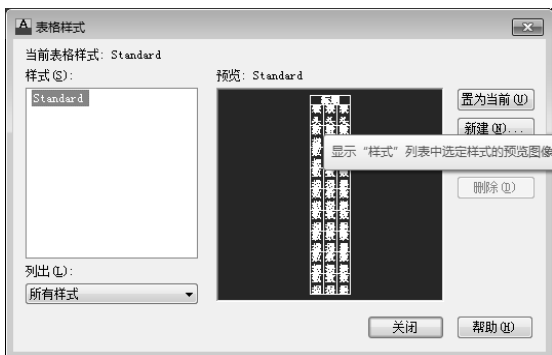 表格样式
当前表格样式: Standard
样式(S):
预览: Standard
Standard
置为当前(U)
新建(N)...
显示“样式”列表中选定样式的预览图像
删除(D)
列出(L):
所有样式
关闭
帮助(H)